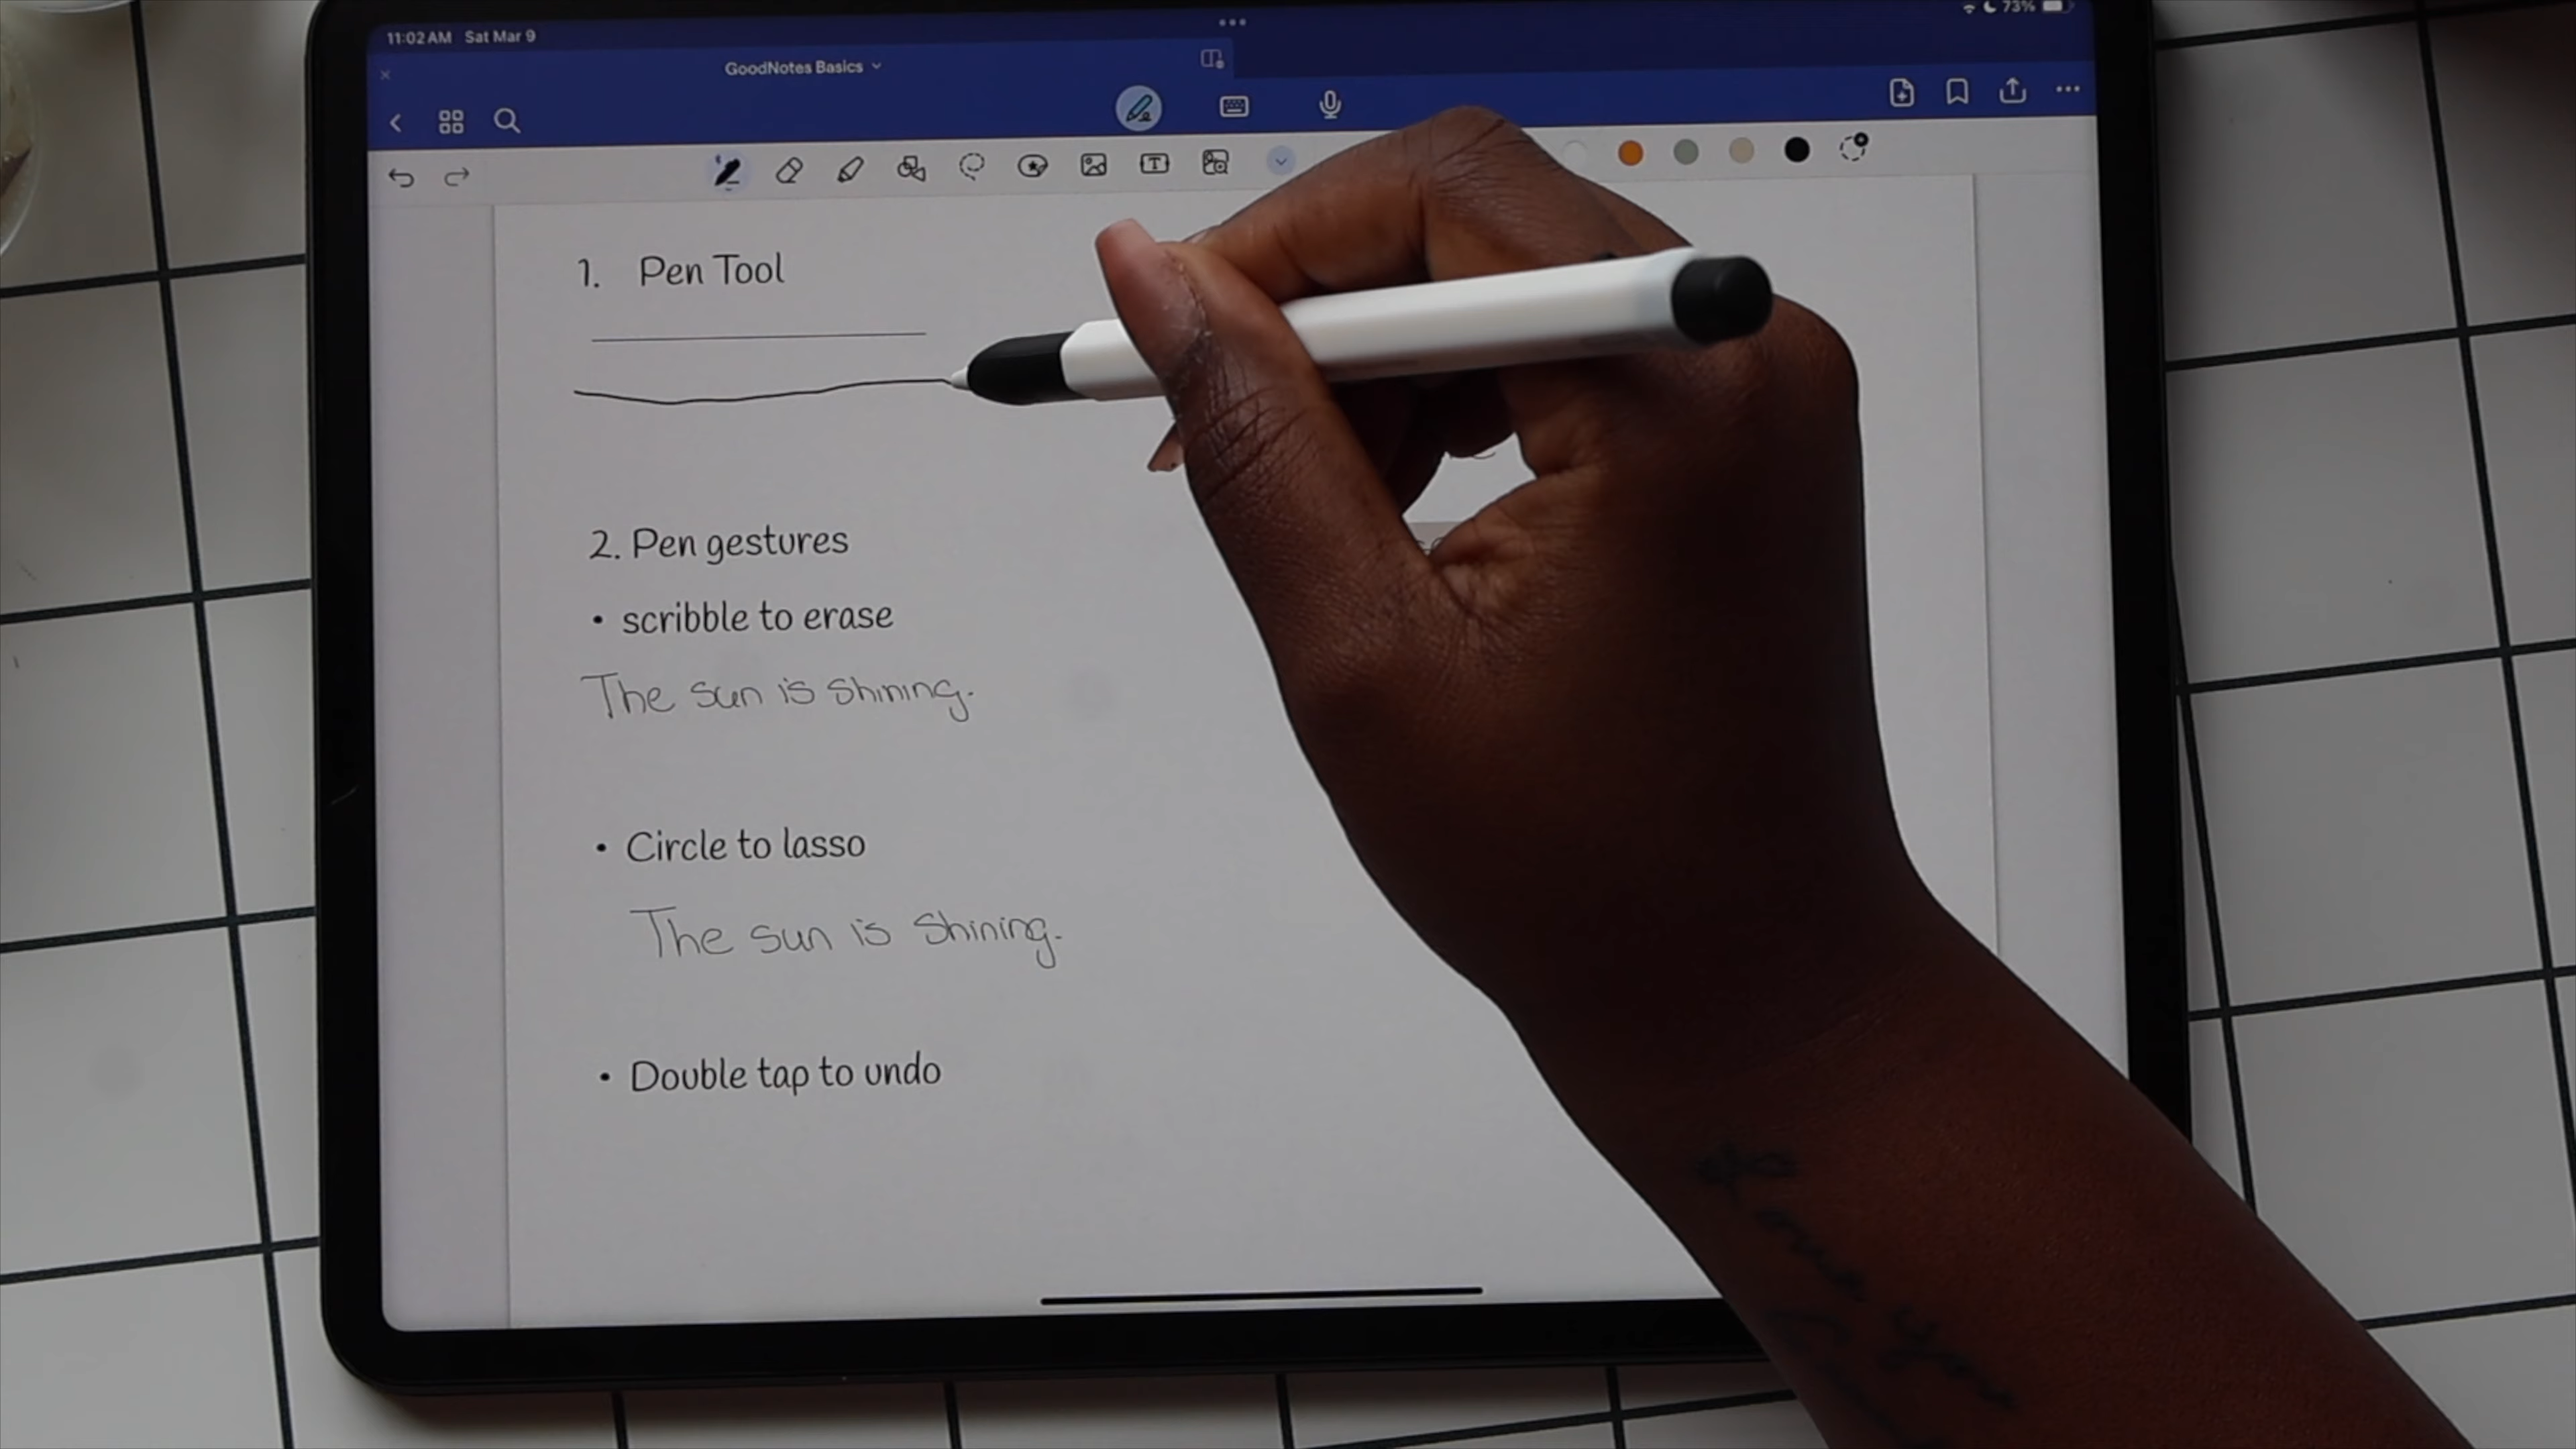 11:02 AM Sat Mar 9
73%
GoodNotes Basics
1. Pen Tool
2. Pen gestures
• scribble to erase
The sun is shining.
• Circle to lasso
The sun is shining.
• Double tap to undo